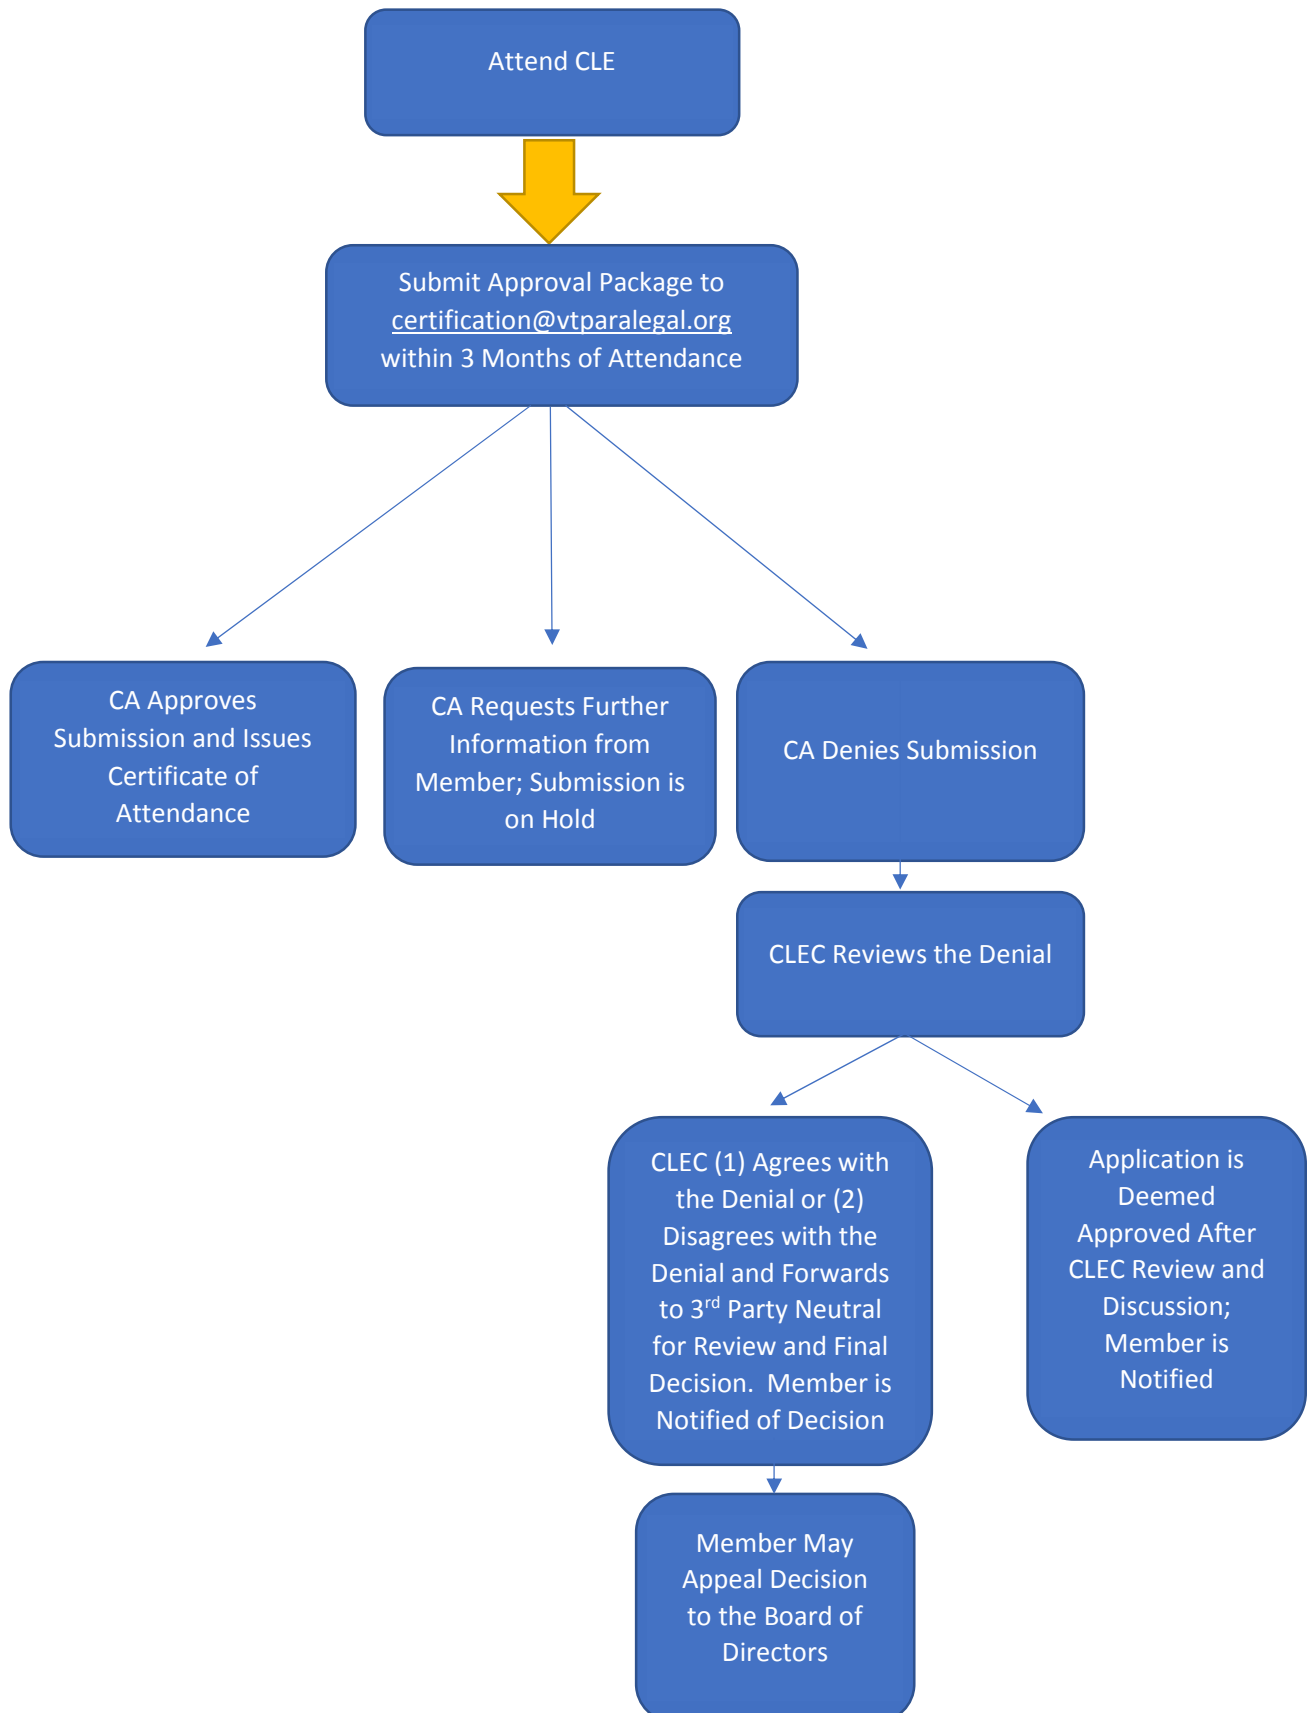 Attend CLE
Submit Approval Package to
certification@vtparalegal.org
within 3 Months of Attendance
CA Approves
Submission and Issues
Certificate of
Attendance
CA Requests Further
Information from
Member; Submission is
on Hold
CA Denies Submission
CLEC Reviews the Denial
CLEC (1) Agrees with
the Denial or (2)
Disagrees with the
Denial and Forwards
to 3rd Party Neutral
for Review and Final
Decision.  Member is
Notified of Decision
Application is
Deemed
Approved After
CLEC Review and
Discussion;
Member is
Notified
Member May
Appeal Decision
to the Board of
Directors